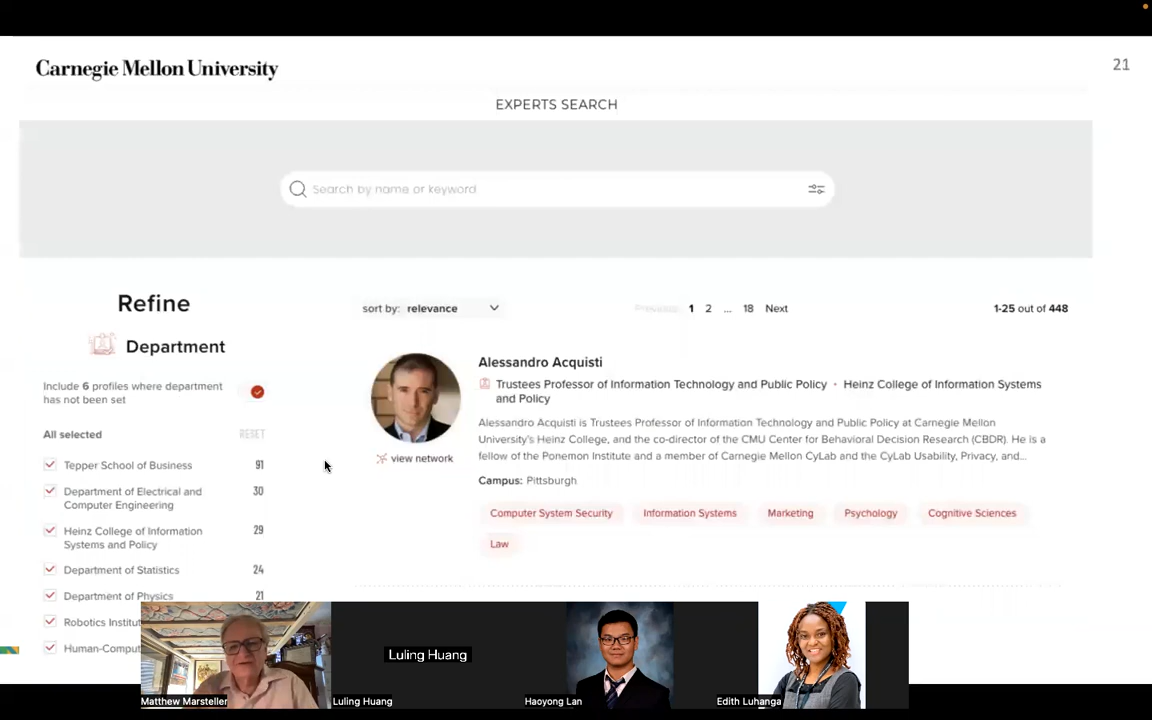 Carnegie Mellon University
21
EXPERTS SEARCH
Search by name or keyword
Refine
sort by: relevance
Previous 1 2 ... 18 Next
1-25 out of 448
Department
Include 6 profiles where department
has not been set
All selected
RESET
Tepper School of Business 91
Department of Electrical and
Computer Engineering
30
Heinz College of Information
Systems and Policy
29
Department of Statistics 24
Department of Physics 21
Robotics Institut
Human-Comput
Alessandro Acquisti
Trustees Professor of Information Technology and Public Policy • Heinz College of Information Systems
and Policy
Alessandro Acquisti is Trustees Professor of Information Technology and Public Policy at Carnegie Mellon
University's Heinz College, and the co-director of the CMU Center for Behavioral Decision Research (CBDR). He is a
fellow of the Ponemon Institute and a member of Carnegie Mellon CyLab and the CyLab Usability, Privacy, and...
view network
Campus: Pittsburgh
Computer System Security
Information Systems
Marketing
Psychology
Cognitive Sciences
Law
Luling Huang
Matthew Marsteller
Luling Huang
Haoyong Lan
Edith Luhanga